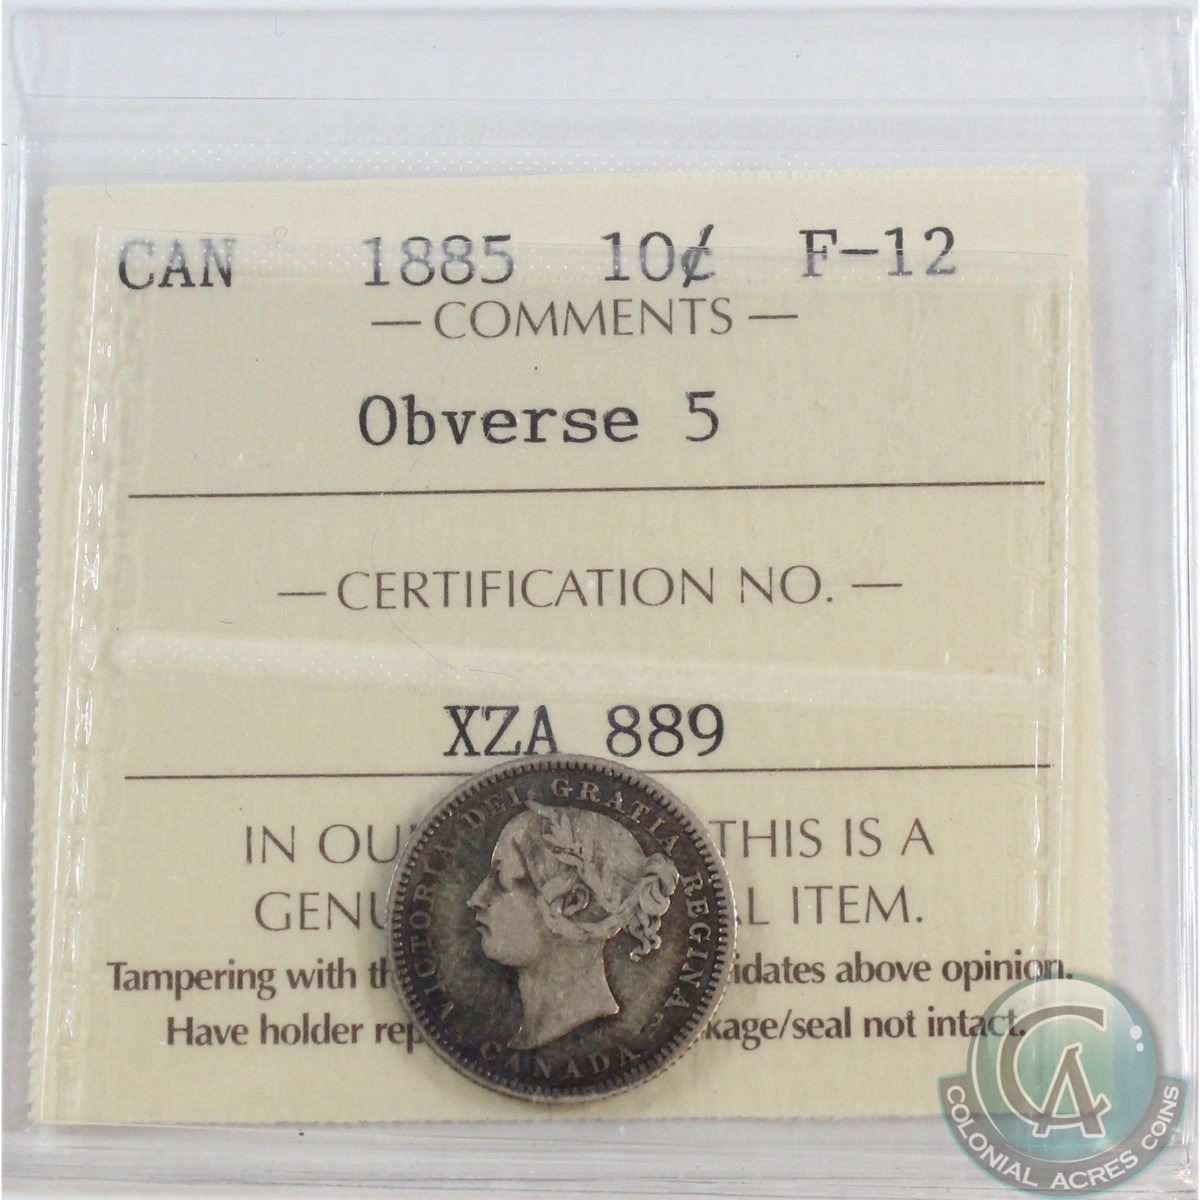 CAN 1885 10¢ F-12
— COMMENTS —
Obverse 5
— CERTIFICATION NO. —
XZA 889
IN OU THIS IS A
GENU L ITEM.
Tampering with th idates above opinion.
Have holder rep kage/seal not intact.
VICTORIA DEI GRATIA REGINA
CANADA
CA
COLONIAL ACRES COINS